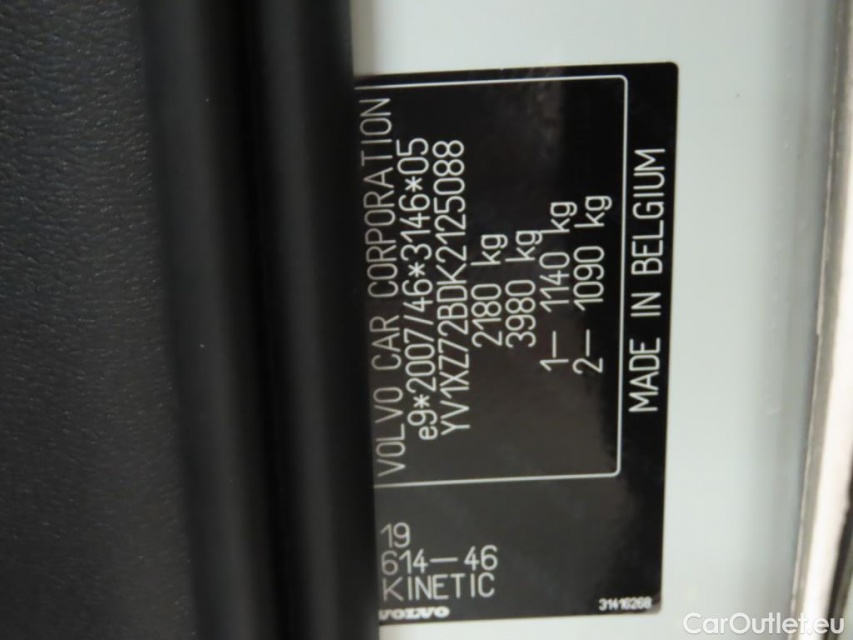 VOLVO CAR CORPORATION
e9*2007/46*3146*05
YV1XZ72BDK2125088
2180 kg
3980 kg
1— 1140 kg
2— 1090 kg
MADE IN BELGIUM
19
614—46
KINETIC
VOLVO
31416268
CarOutlet.eu